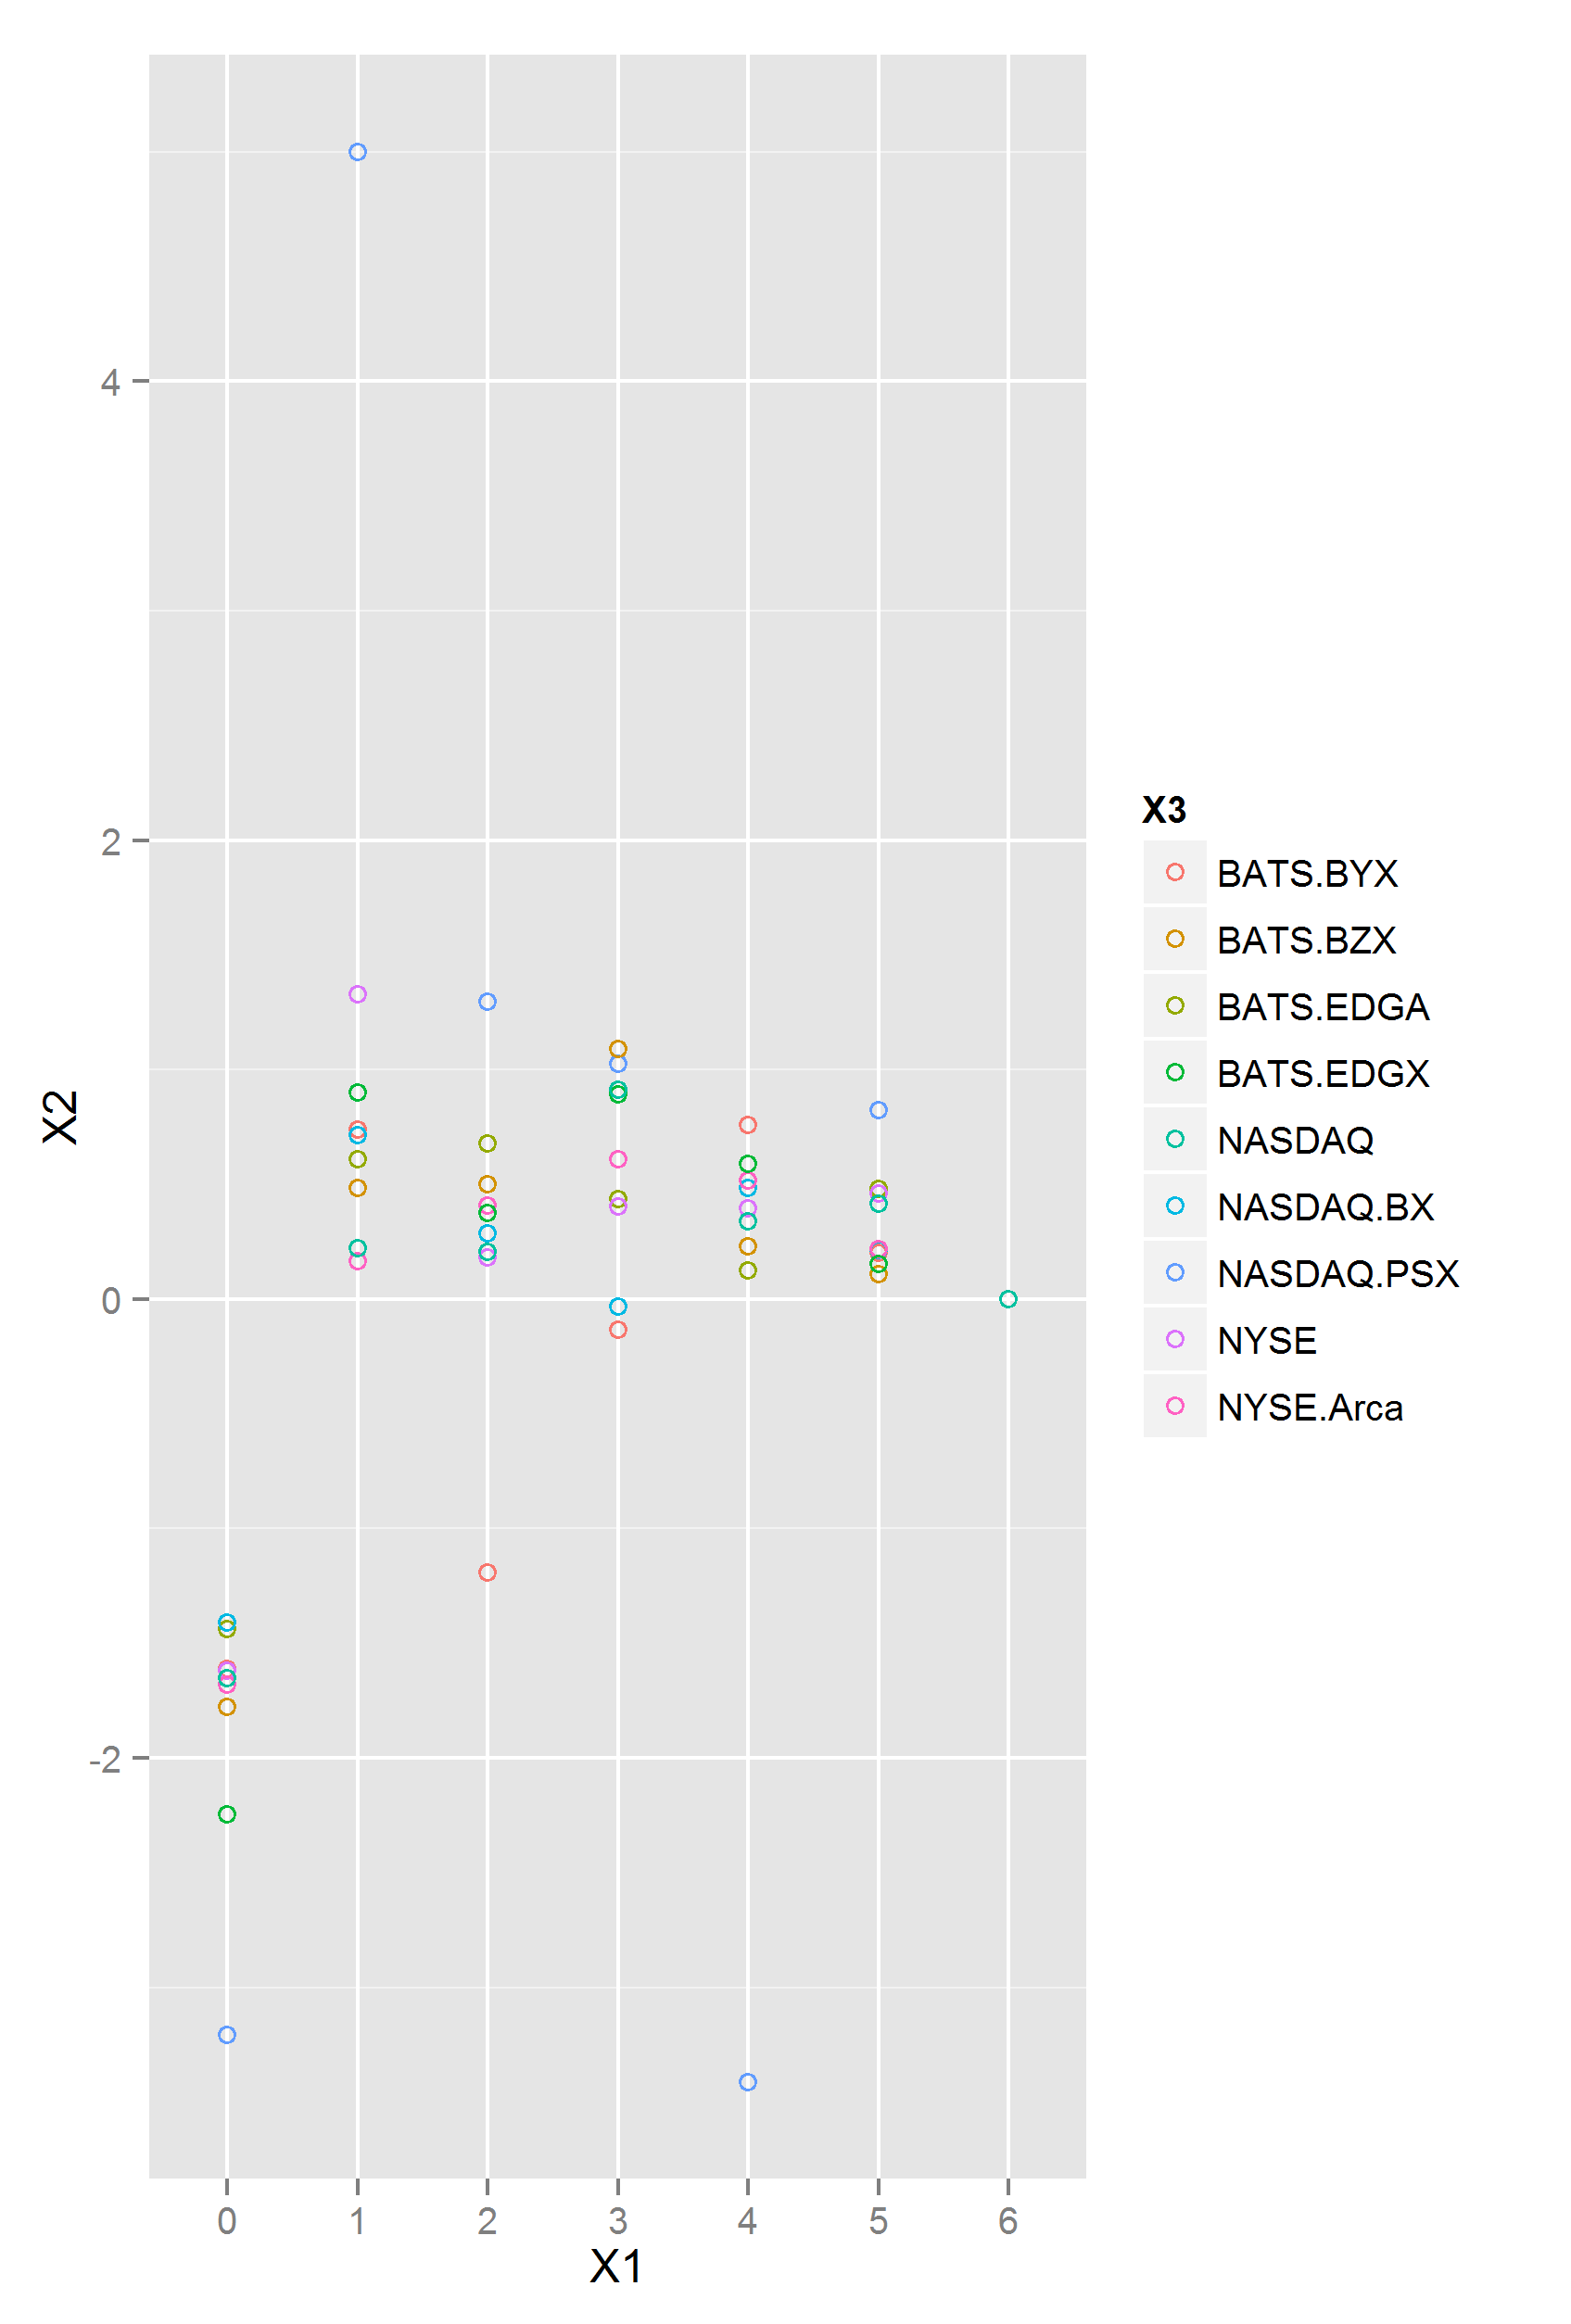 4
2
0
-2
X2
0 1 2 3 4 5 6
X1
X3
BATS.BYX
BATS.BZX
BATS.EDGA
BATS.EDGX
NASDAQ
NASDAQ.BX
NASDAQ.PSX
NYSE
NYSE.Arca